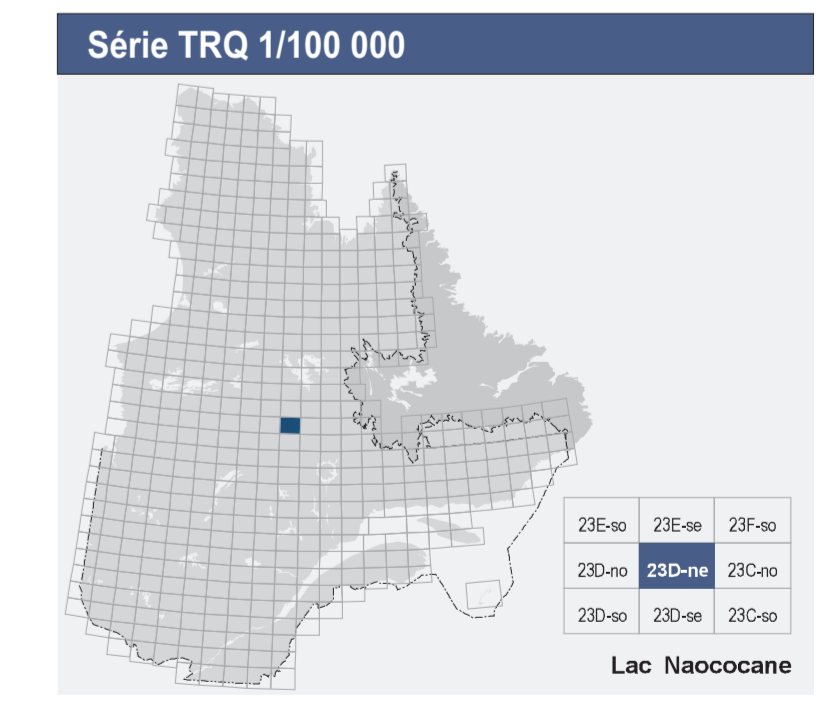 Série TRQ 1/100 000
23E-so 23E-se 23F-so
23D-no 23D-ne 23C-no
23D-so 23D-se 23C-so
Lac Naococane